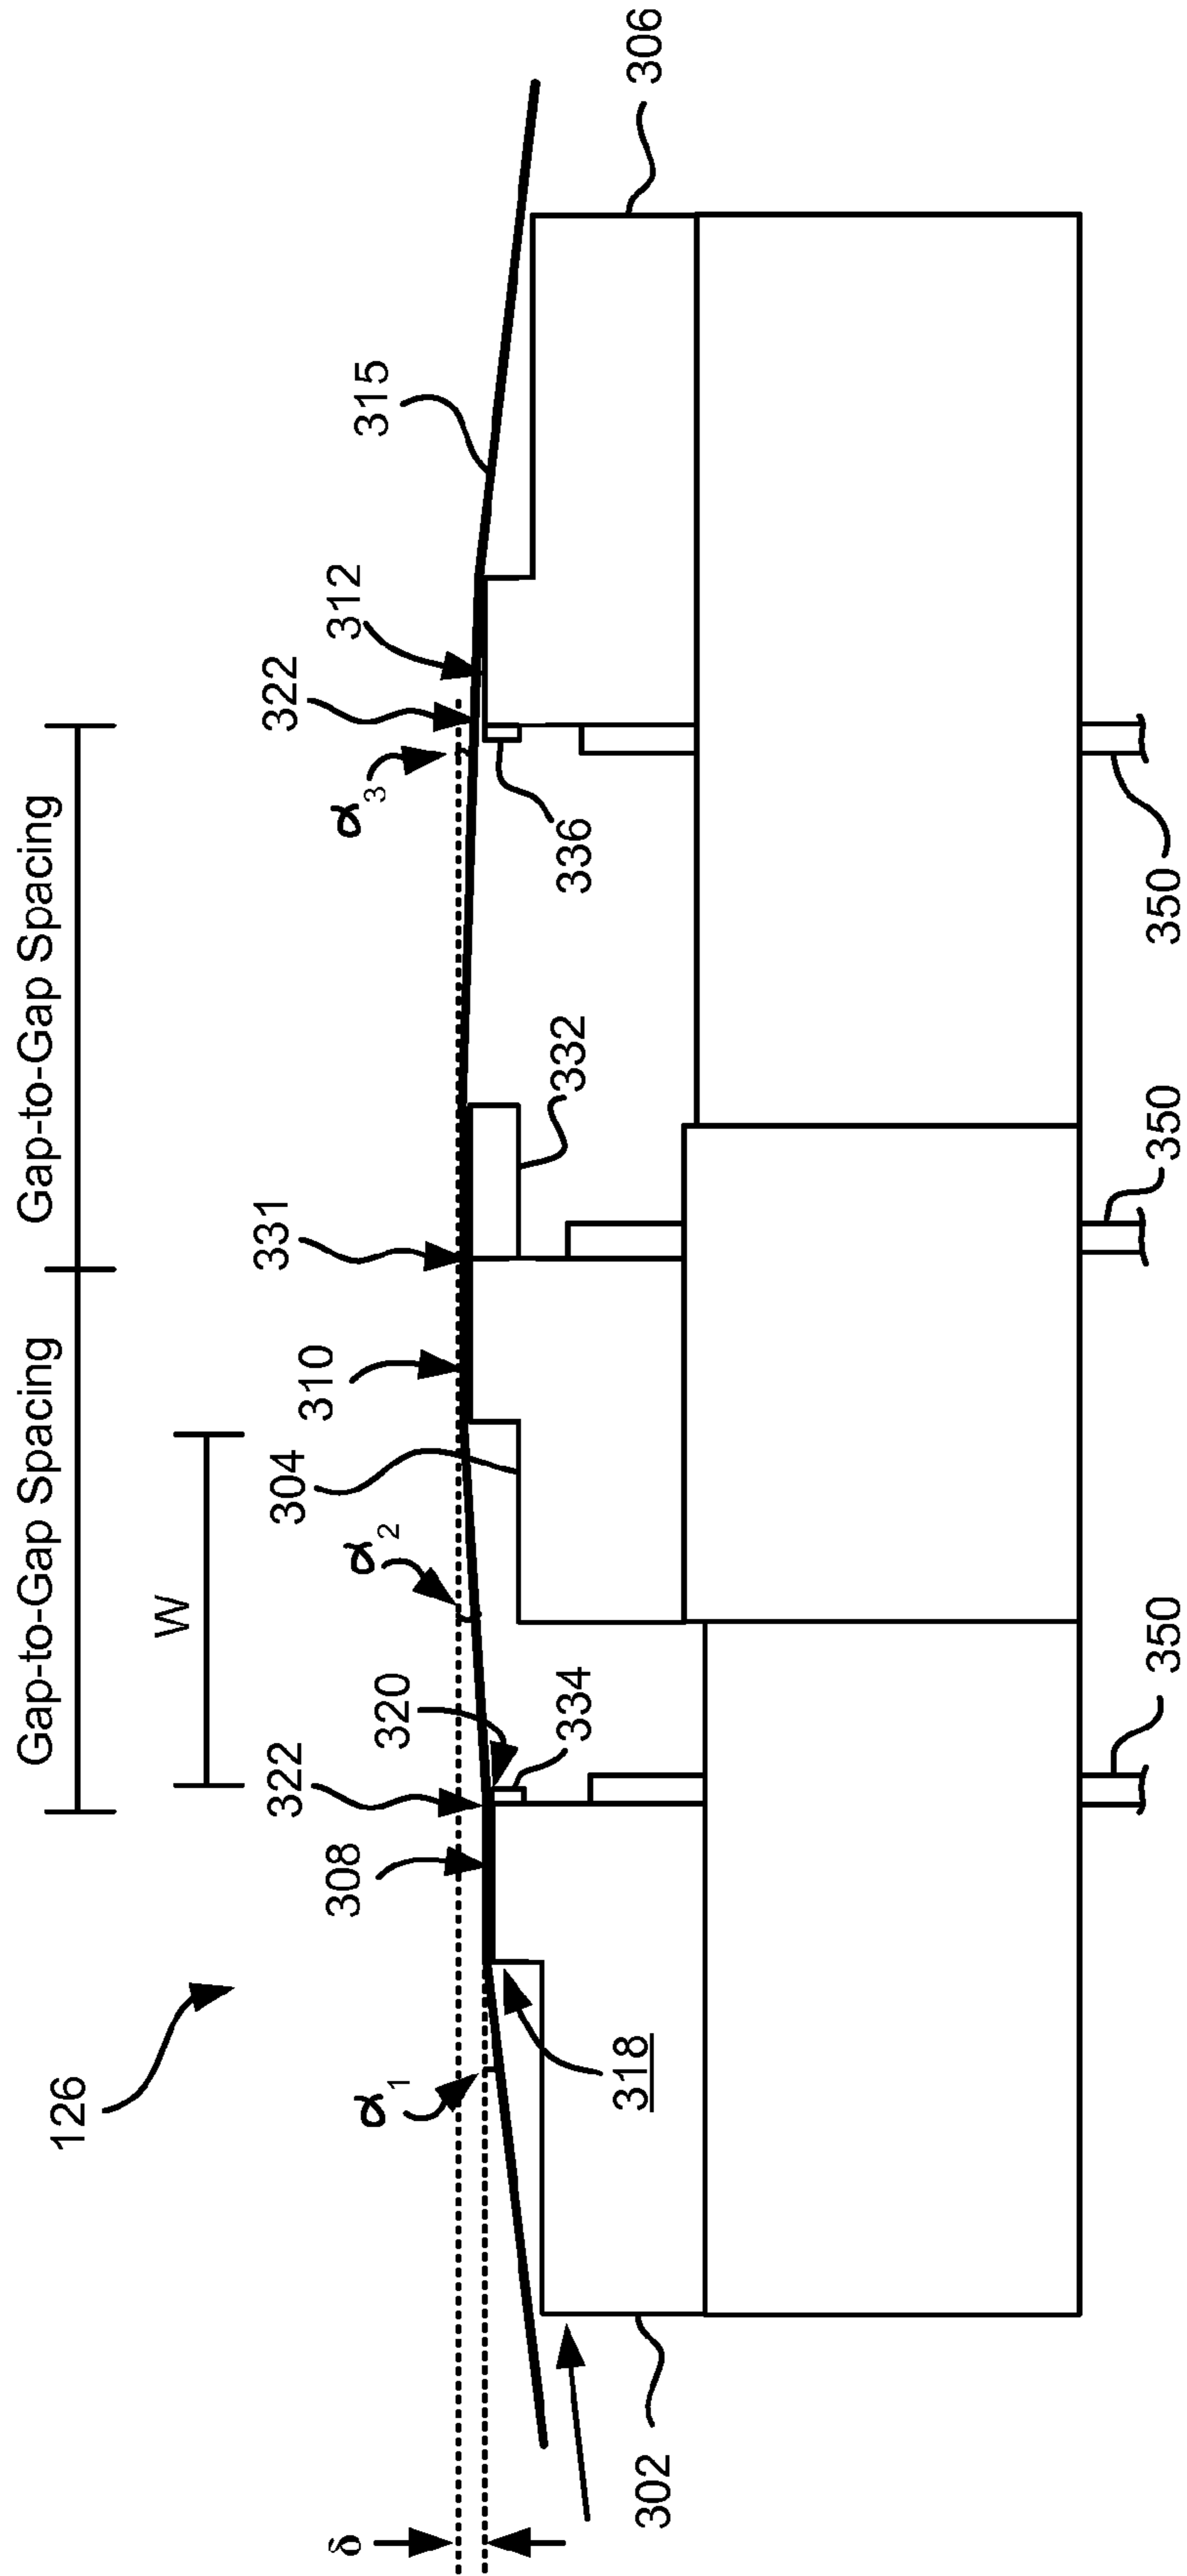 Gap-to-Gap Spacing
Gap-to-Gap Spacing
W
126
δ
α1
308
322
320
334
α2
304
310
331
332
α3
322
312
336
315
306
318
302
350
350
350